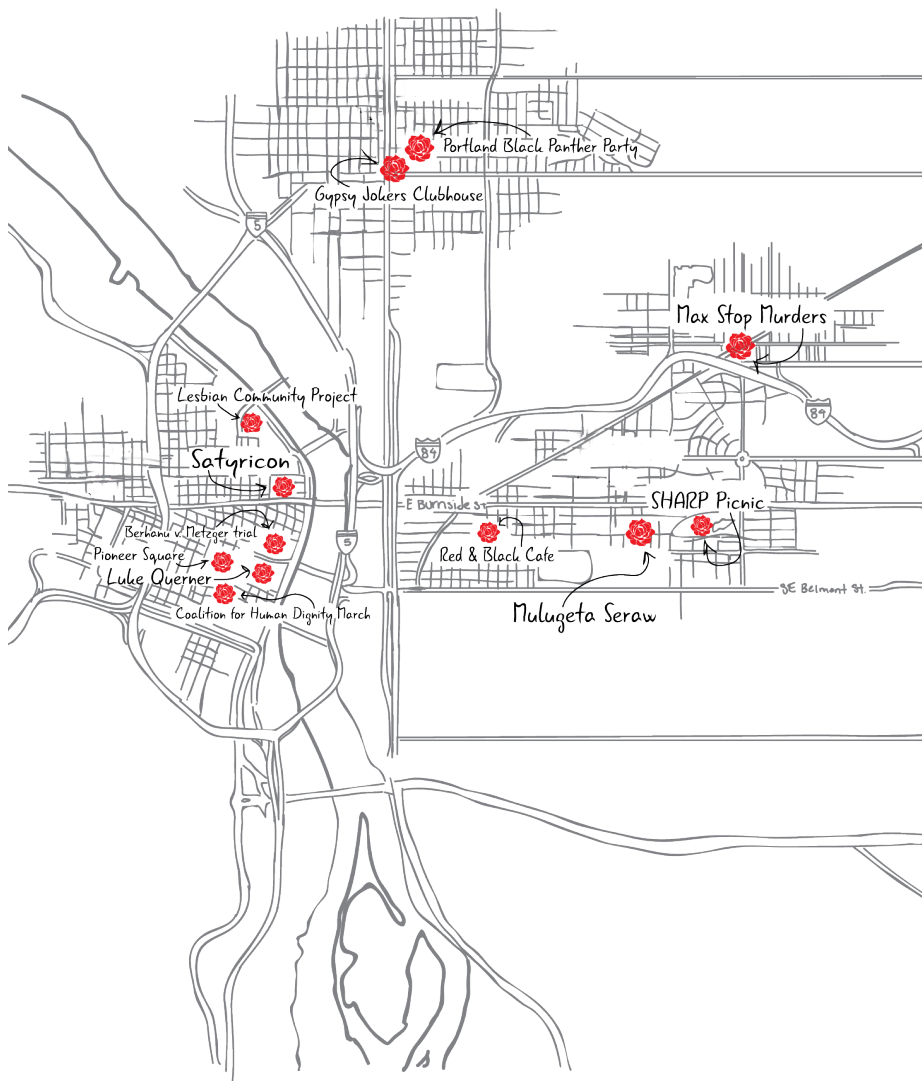 Portland Black Panther Party
Gypsy Jokers Clubhouse
5
Max Stop Murders
Lesbian Community Project
84
84
Satyricon
E Burnside St
SHARP Picnic
Berhanu v. Metzger trial
5
Pioneer Square
Red & Black Cafe
Luke Querner
SE Belmont St.
Coalition for Human Dignity March
Mulugeta Seraw